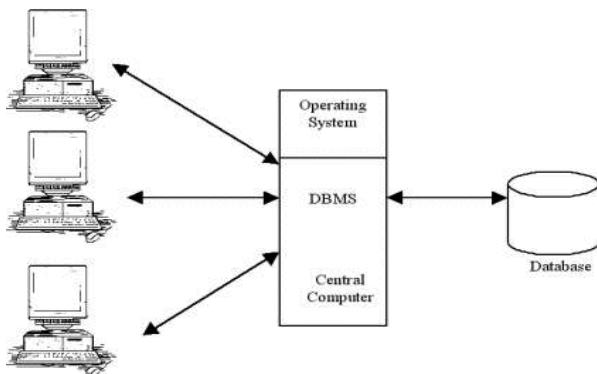 Operating
System
DBMS
Central
Computer
Database